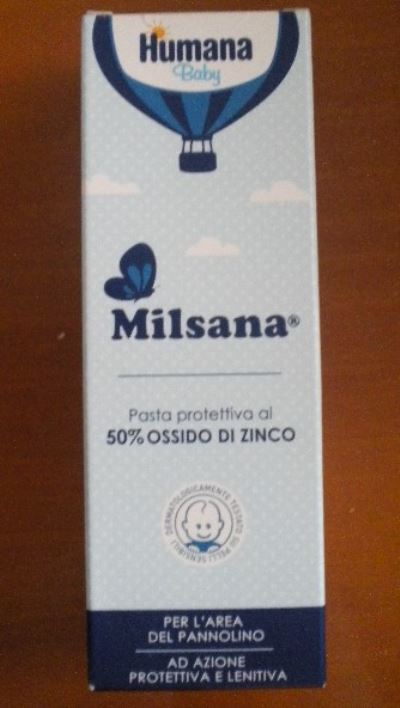 Humana
Baby
Milsana®
Pasta protettiva al
50% OSSIDO DI ZINCO
DERMATOLOGICAMENTE TESTATO SU PELLI SENSIBILI
PER L'AREA
DEL PANNOLINO
AD AZIONE
PROTETTIVA E LENITIVA